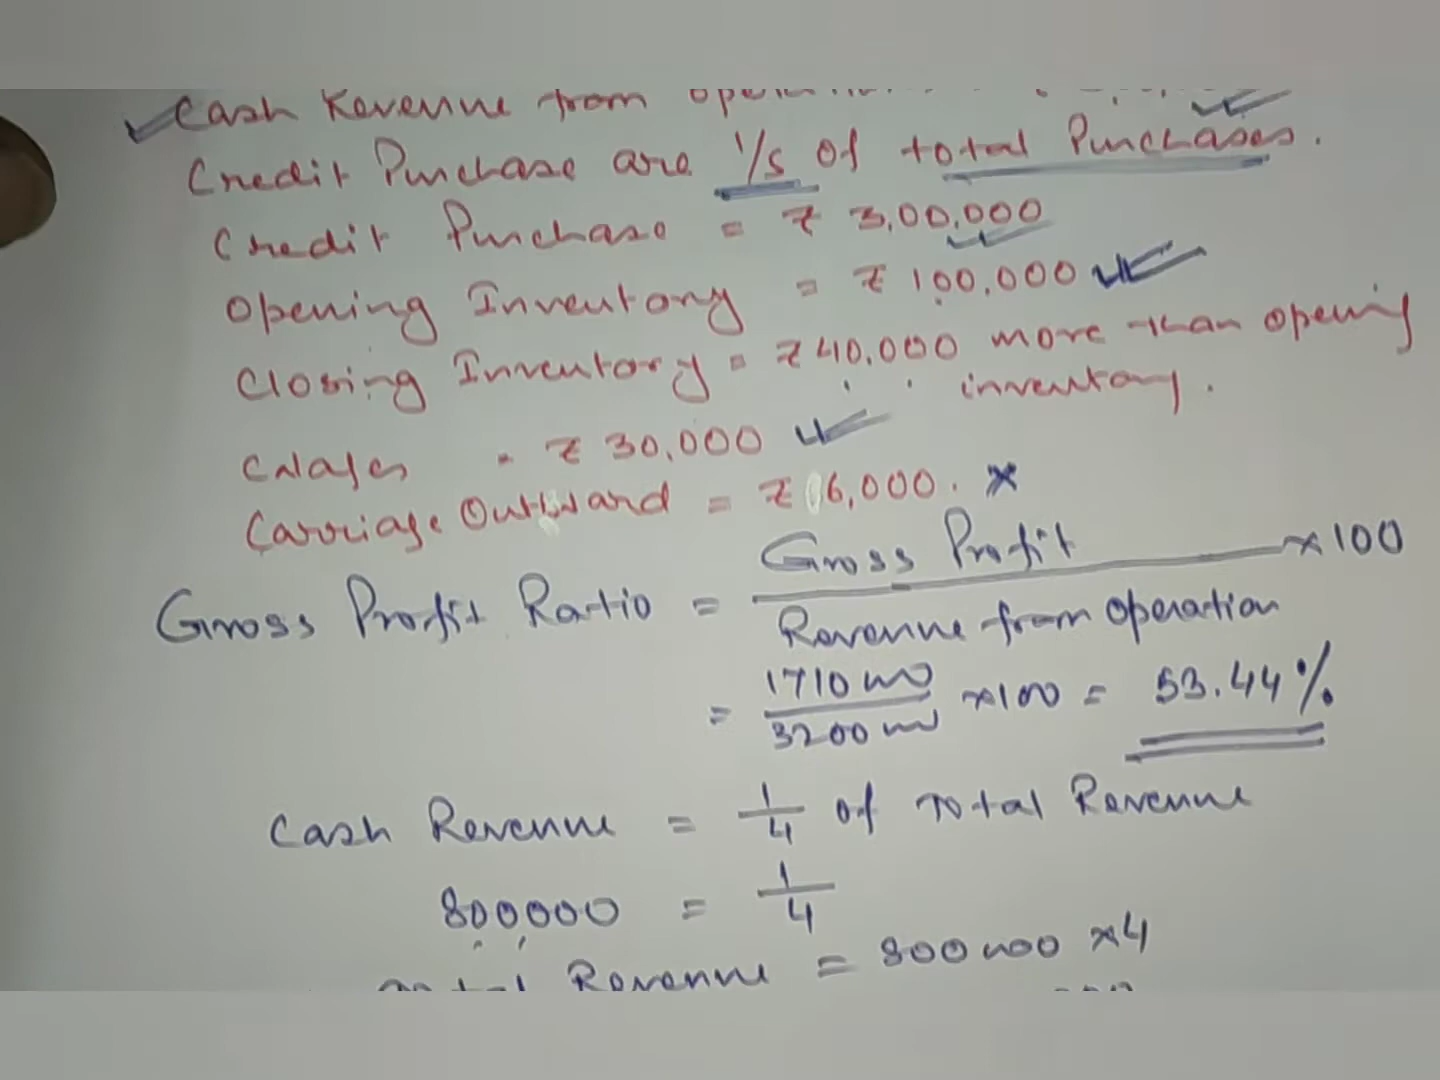 Cash Revenue from
Credit Purchase are 1/5 of total Purchases.
Credit Purchase = ₹ 3,00,000
Opening Inventory = ₹ 100,000
Closing Inventory = ₹ 40,000 more than opening
inventory.
= ₹ 30,000
Carriage Outward = ₹ 6,000.
Gross Profit Ratio = Gross Profit / Revenue from operation ×100
= 1710000 / 3200000 ×100 = 53.44%
Cash Revenue = 1/4 of Total Revenue
800000 = 1/4
Total Revenue = 800000 ×4